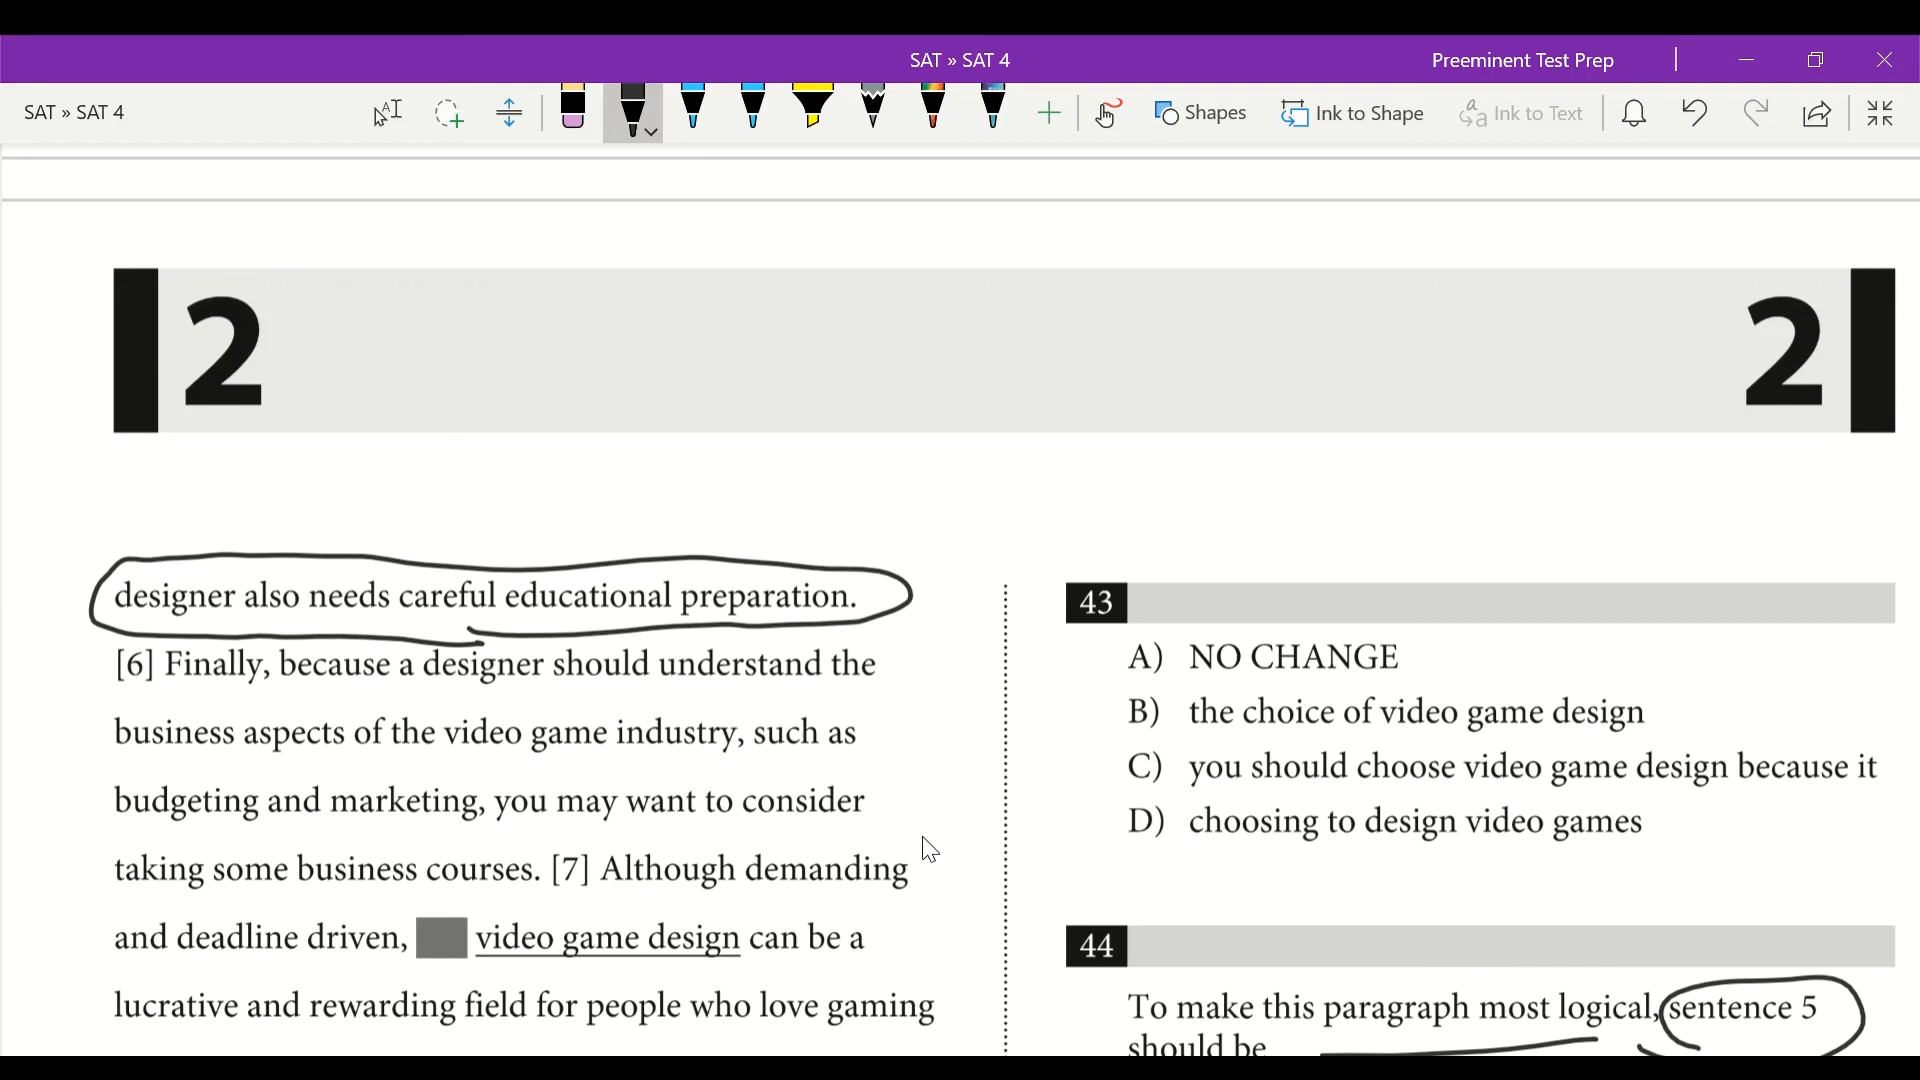 SAT » SAT 4
Preeminent Test Prep
SAT » SAT 4
Shapes
Ink to Shape
Ink to Text
2
2
designer also needs careful educational preparation.
[6] Finally, because a designer should understand the
business aspects of the video game industry, such as
budgeting and marketing, you may want to consider
taking some business courses. [7] Although demanding
and deadline driven, video game design can be a
lucrative and rewarding field for people who love gaming
43
A) NO CHANGE
B) the choice of video game design
C) you should choose video game design because it
D) choosing to design video games
44
To make this paragraph most logical, sentence 5
should be